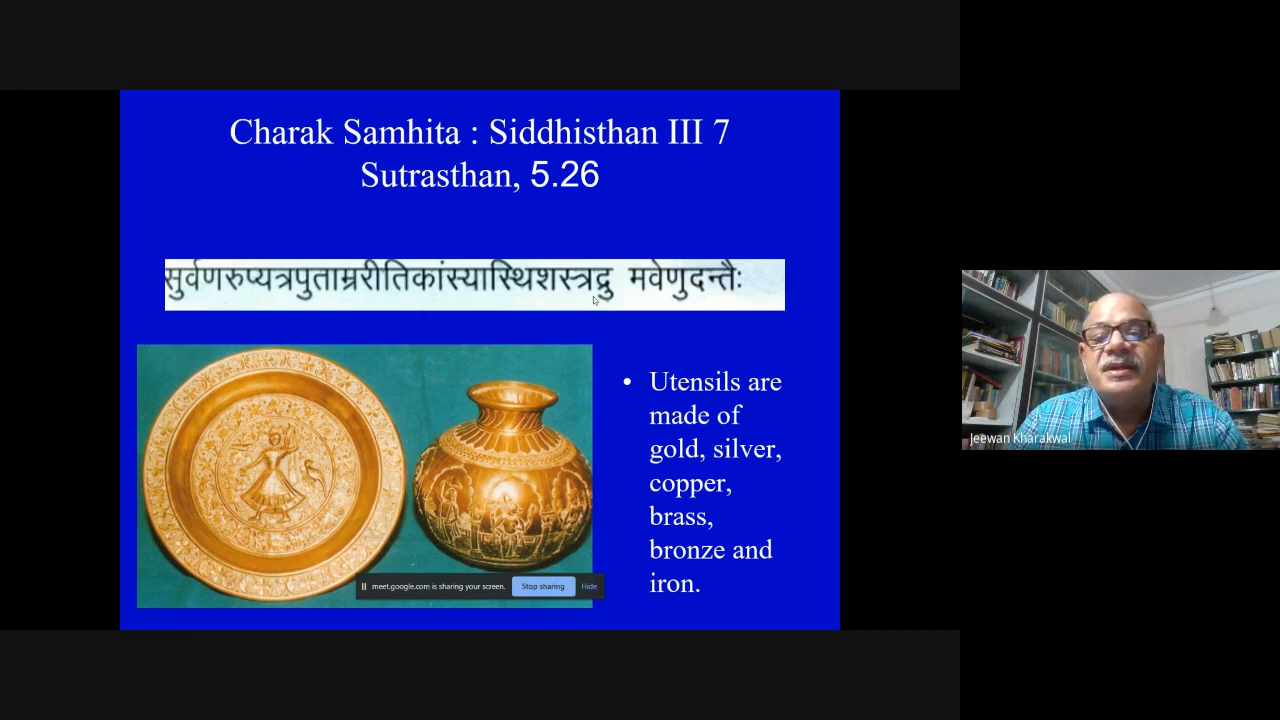 Charak Samhita : Siddhisthan III 7
Sutrasthan, 5.26
सुर्वणरुप्यत्रपुताम्ररीतिकांस्यास्थिशस्त्रद्रु मवेणुदन्तैः
• Utensils are
made of
gold, silver,
copper,
brass,
bronze and
iron.
meet.google.com is sharing your screen. Stop sharing Hide
Jeewan Kharakwal